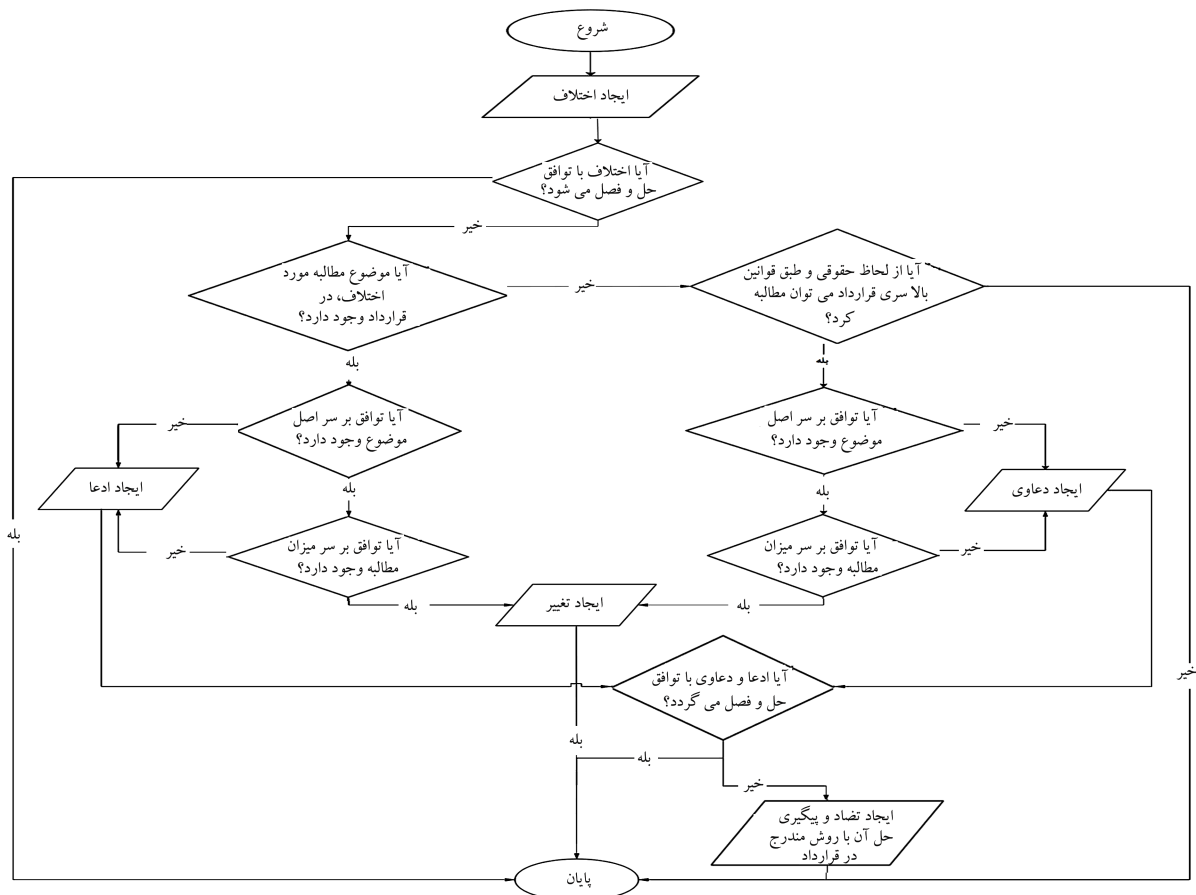 شروع
ایجاد اختلاف
آیا اختلاف با توافق
حل و فصل می شود؟
خیر
آیا موضوع مطالبه مورد
اختلاف، در
قرارداد وجود دارد؟
خیر
آیا از لحاظ حقوقی و طبق قوانین
بالا سری قرارداد می توان مطالبه
کرد؟
بله
بله
آیا توافق بر سر اصل
موضوع وجود دارد؟
خیر
آیا توافق بر سر اصل
موضوع وجود دارد؟
خیر
ایجاد ادعا
ایجاد دعاوی
بله
بله
بله
آیا توافق بر سر میزان
مطالبه وجود دارد؟
خیر
آیا توافق بر سر میزان
مطالبه وجود دارد؟
خیر
بله
ایجاد تغییر
بله
آیا ادعا و دعاوی با توافق
حل و فصل می گردد؟
خیر
بله
بله
خیر
ایجاد تضاد و پیگیری
حل آن با روش مندرج
در قرارداد
پایان